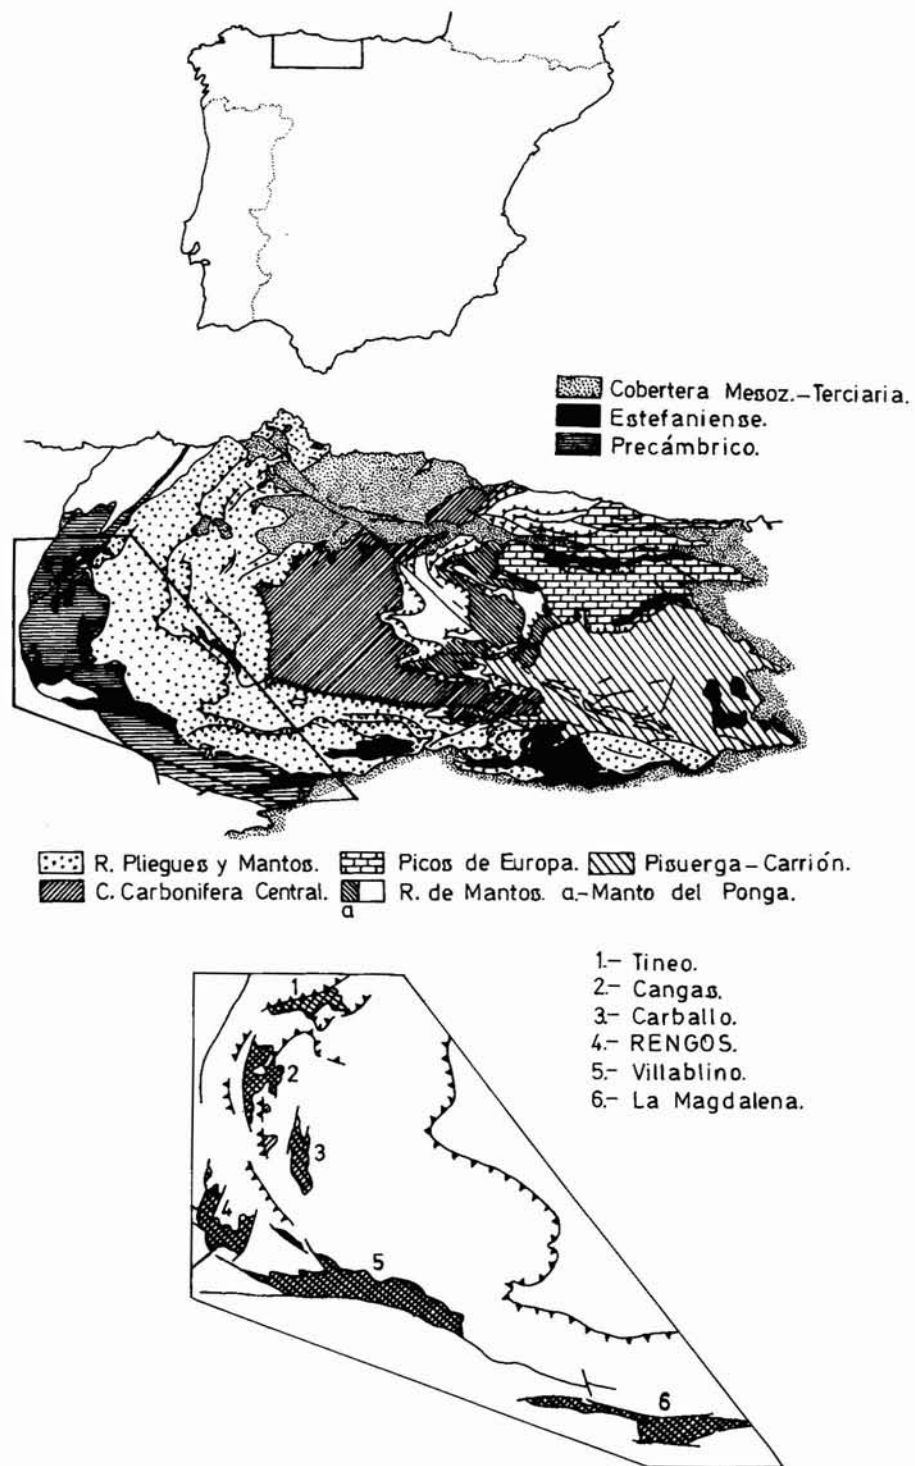 Cobertera Mesoz.-Terciaria.
Estefaniense.
Precámbrico.
R. Pliegues y Mantos. Picos de Europa. Pisuerga-Carrión.
C. Carbonifera Central. R. de Mantos. a.-Manto del Ponga.
a
1.- Tineo.
2.- Cangas.
3.- Carballo.
4.- RENGOS.
5.- Villablino.
6.- La Magdalena.
1
2
3
4
5
6